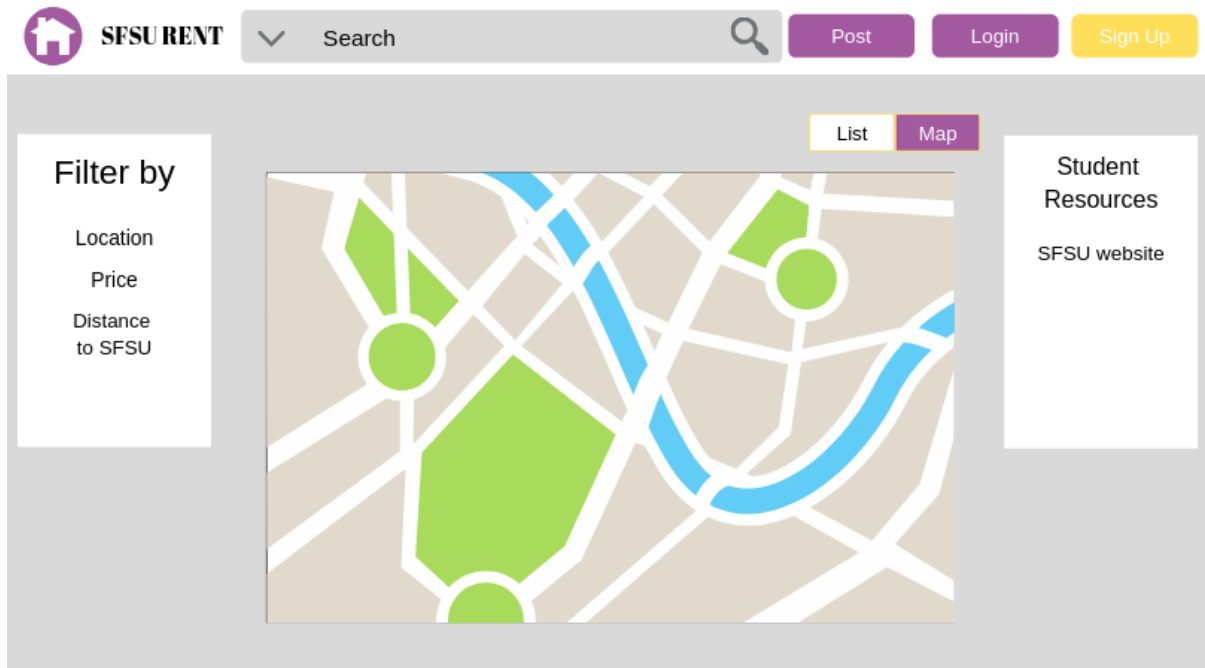 SFSU RENT
Search
Post
Login
Sign Up
List
Map
Filter by
Location
Price
Distance
to SFSU
Student
Resources
SFSU website